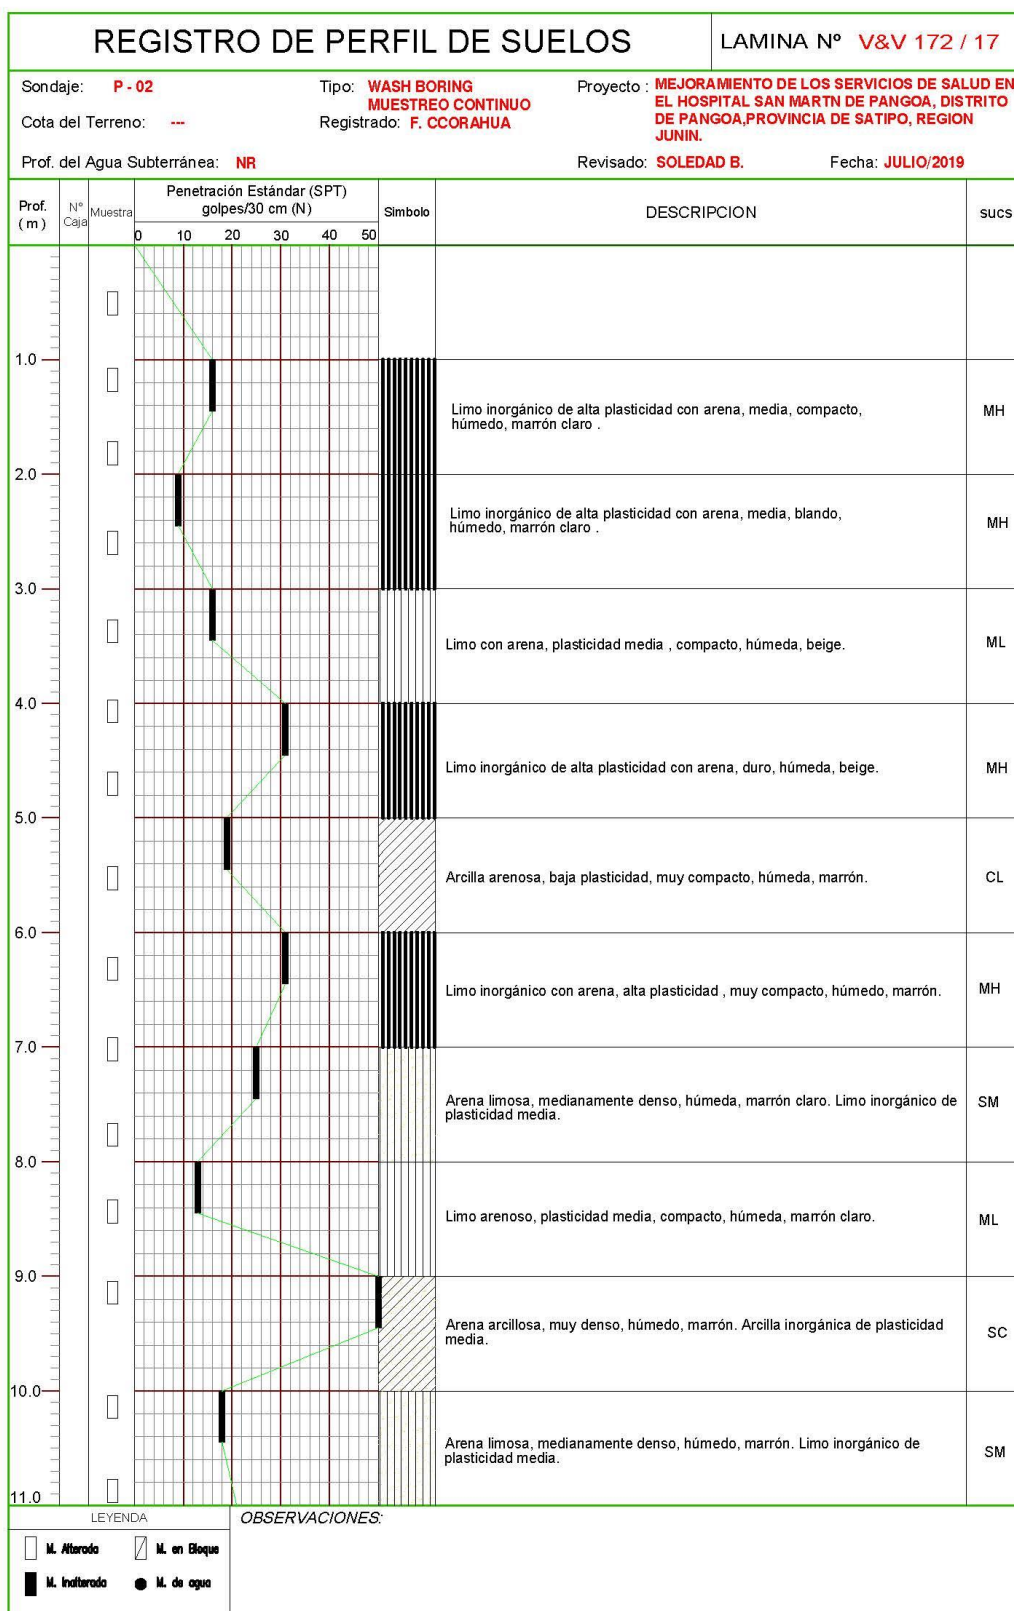 REGISTRO DE PERFIL DE SUELOS
LAMINA Nº V&V 172 / 17
Sondaje: P - 02
Tipo: WASH BORING
MUESTREO CONTINUO
Proyecto : MEJORAMIENTO DE LOS SERVICIOS DE SALUD EN
EL HOSPITAL SAN MARTN DE PANGOA, DISTRITO
DE PANGOA,PROVINCIA DE SATIPO, REGION
JUNIN.
Cota del Terreno: ---
Registrado: F. CCORAHUA
Prof. del Agua Subterránea: NR
Revisado: SOLEDAD B.
Fecha: JULIO/2019
Prof.
( m )
Nº
Caja
Muestra
Penetración Estándar (SPT)
golpes/30 cm (N)
0 10 20 30 40 50
Simbolo
DESCRIPCION
sucs
1.0
Limo inorgánico de alta plasticidad con arena, media, compacto,
húmedo, marrón claro .
MH
2.0
Limo inorgánico de alta plasticidad con arena, media, blando,
húmedo, marrón claro .
MH
3.0
Limo con arena, plasticidad media , compacto, húmeda, beige.
ML
4.0
Limo inorgánico de alta plasticidad con arena, duro, húmeda, beige.
MH
5.0
Arcilla arenosa, baja plasticidad, muy compacto, húmeda, marrón.
CL
6.0
Limo inorgánico con arena, alta plasticidad , muy compacto, húmedo, marrón.
MH
7.0
Arena limosa, medianamente denso, húmeda, marrón claro. Limo inorgánico de
plasticidad media.
SM
8.0
Limo arenoso, plasticidad media, compacto, húmeda, marrón claro.
ML
9.0
Arena arcillosa, muy denso, húmedo, marrón. Arcilla inorgánica de plasticidad
media.
SC
10.0
Arena limosa, medianamente denso, húmedo, marrón. Limo inorgánico de
plasticidad media.
SM
11.0
LEYENDA
OBSERVACIONES:
M. Alterada
M. en Bloque
M. Inalterada
M. de agua